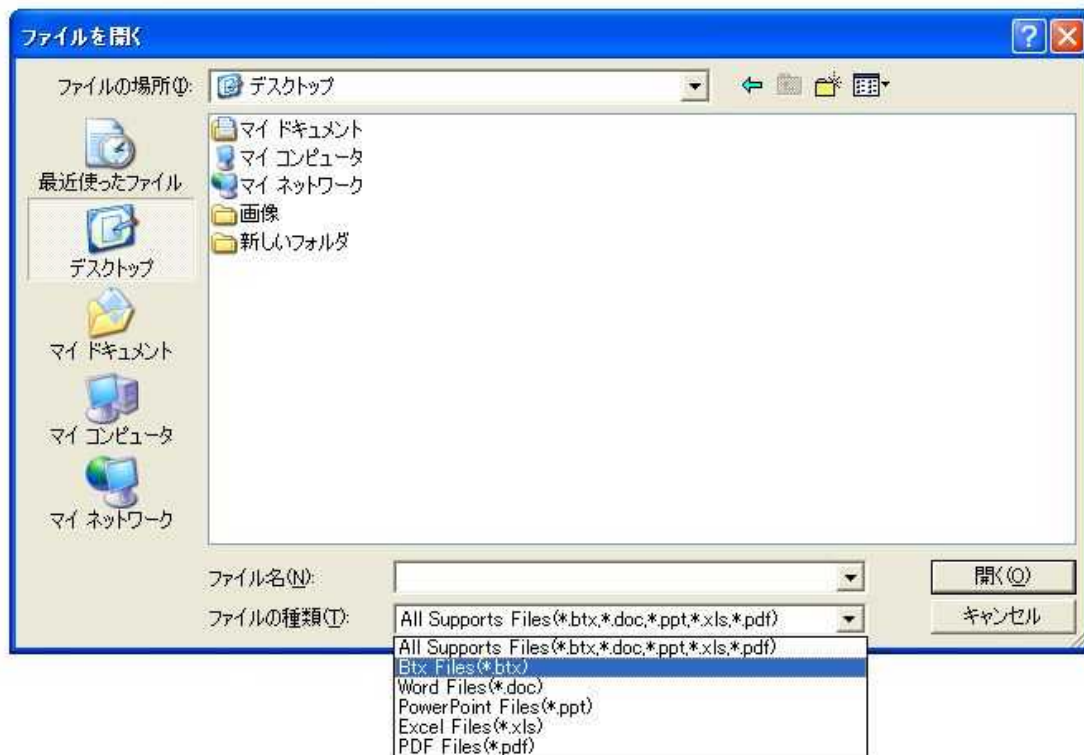 ファイルを開く
ファイルの場所(I):
デスクトップ
最近使ったファイル
デスクトップ
マイ ドキュメント
マイ コンピュータ
マイ ネットワーク
マイ ドキュメント
マイ コンピュータ
マイ ネットワーク
画像
新しいフォルダ
ファイル名(N):
開く(O)
ファイルの種類(T):
All Supports Files(*.btx,*.doc,*.ppt,*.xls,*.pdf)
キャンセル
All Supports Files(*.btx,*.doc,*.ppt,*.xls,*.pdf)
Btx Files(*.btx)
Word Files(*.doc)
PowerPoint Files(*.ppt)
Excel Files(*.xls)
PDF Files(*.pdf)